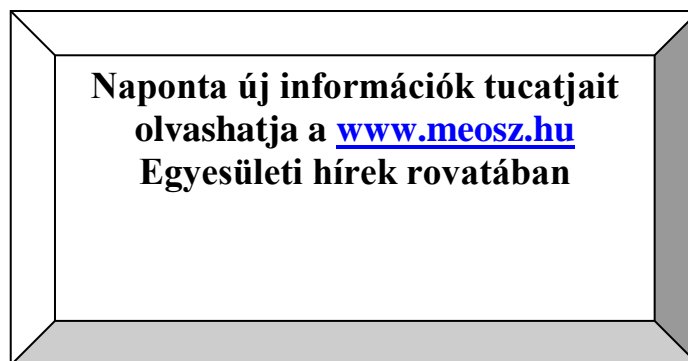 Naponta új információk tucatjait
olvashatja a www.meosz.hu
Egyesületi hírek rovatában